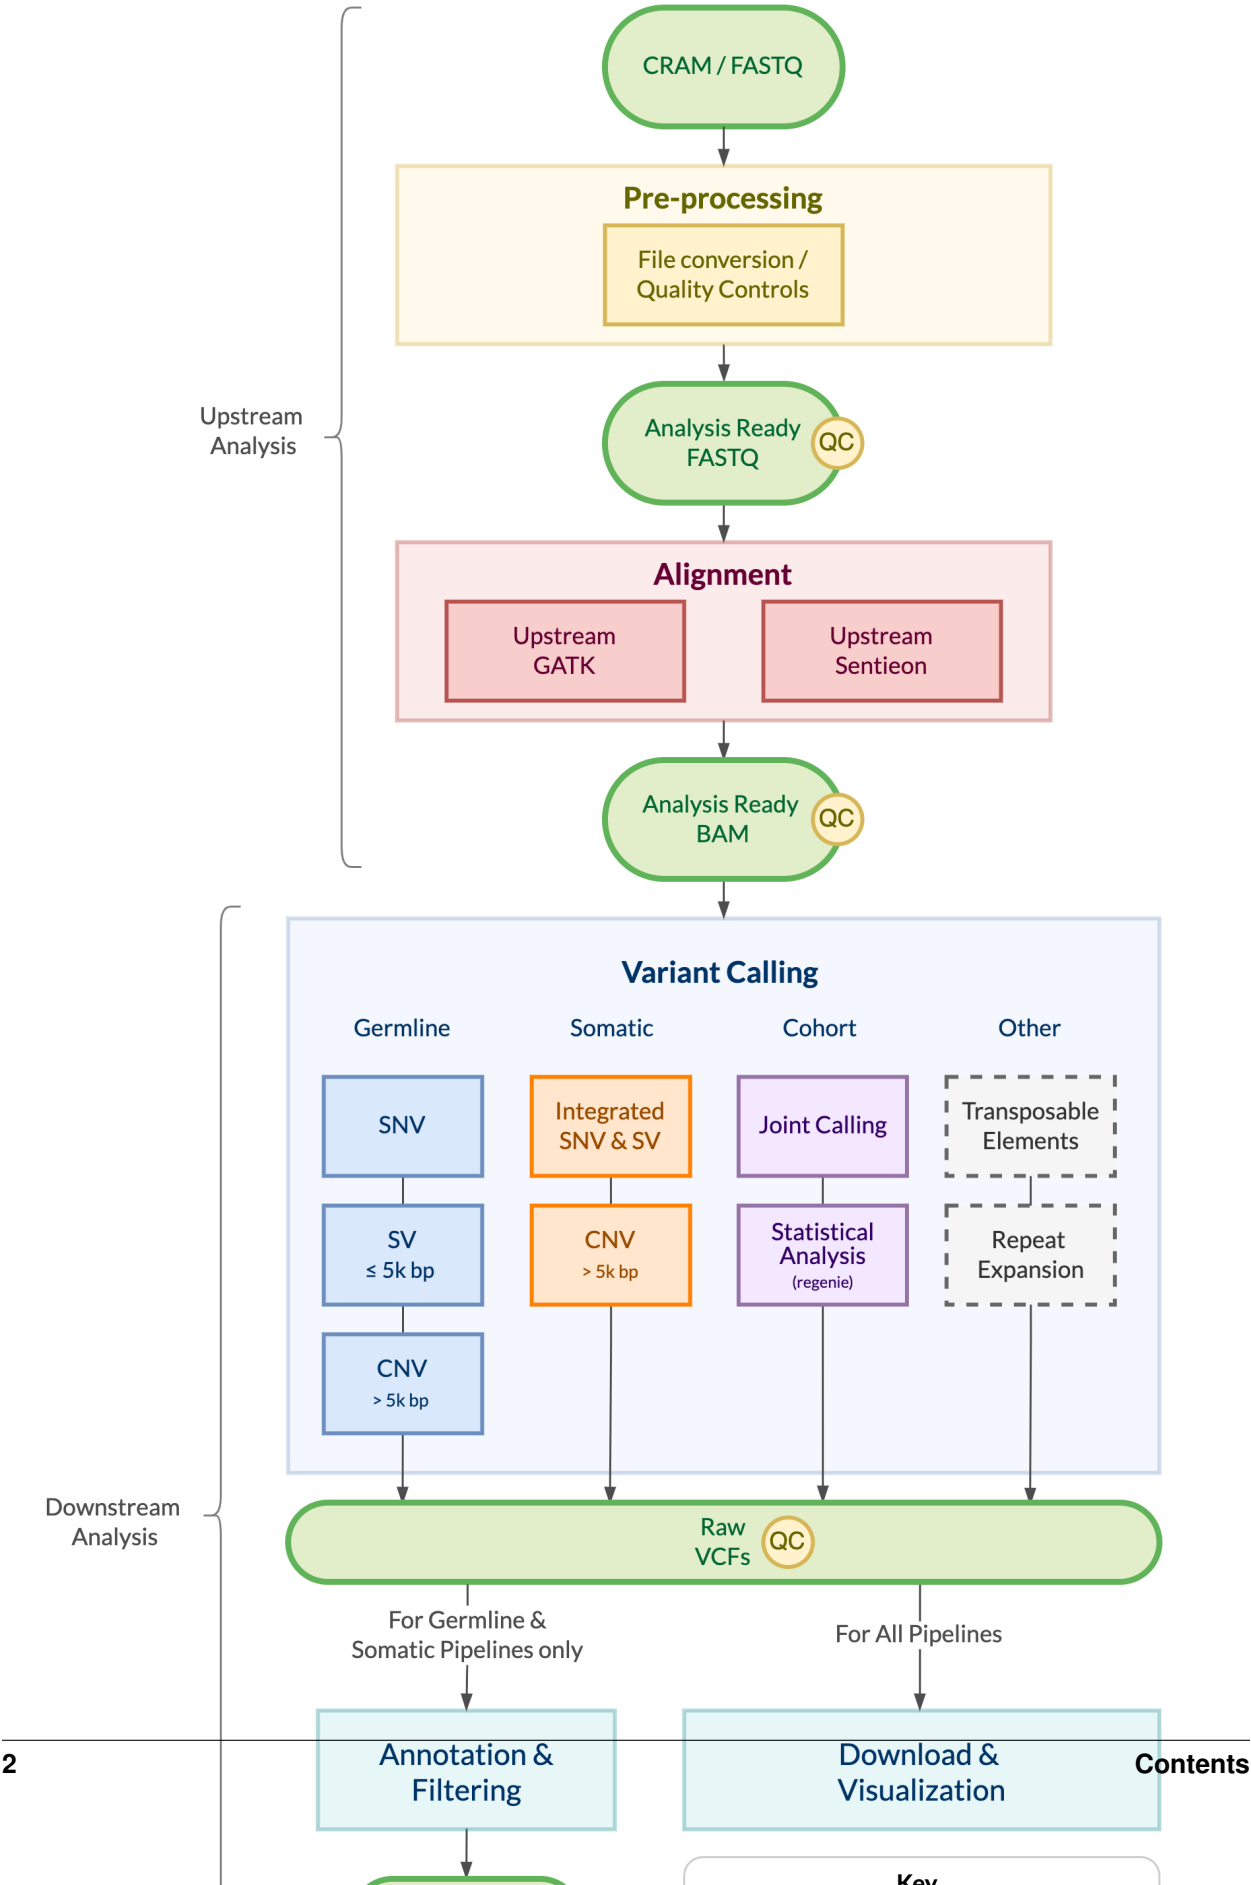 CRAM / FASTQ
Pre-processing
File conversion /
Quality Controls
Upstream
Analysis
Analysis Ready
FASTQ
QC
Alignment
Upstream
GATK
Upstream
Sentieon
Analysis Ready
BAM
QC
Variant Calling
Germline
Somatic
Cohort
Other
SNV
Integrated
SNV & SV
Joint Calling
Transposable
Elements
SV
≤ 5k bp
CNV
> 5k bp
Statistical
Analysis
(regenie)
Repeat
Expansion
CNV
> 5k bp
Downstream
Analysis
Raw
VCFs
QC
For Germline &
Somatic Pipelines only
For All Pipelines
Annotation &
Filtering
Download &
Visualization
2
Contents
Key